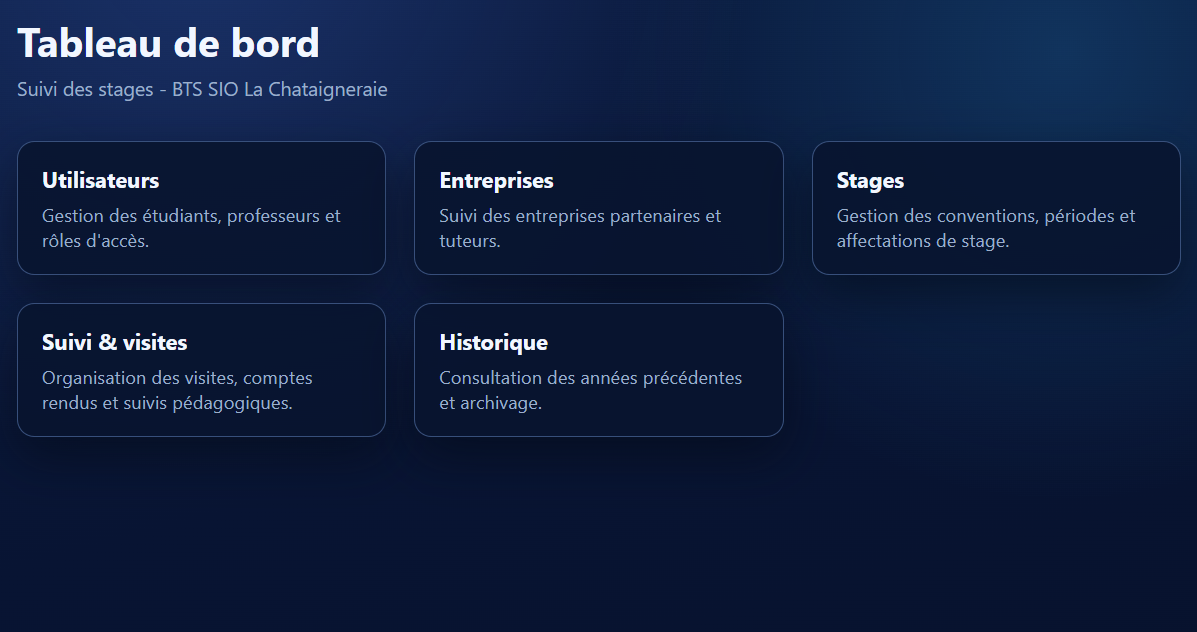 Tableau de bord
Suivi des stages - BTS SIO La Chataigneraie
Utilisateurs
Gestion des étudiants, professeurs et
rôles d'accès.
Entreprises
Suivi des entreprises partenaires et
tuteurs.
Stages
Gestion des conventions, périodes et
affectations de stage.
Suivi & visites
Organisation des visites, comptes
rendus et suivis pédagogiques.
Historique
Consultation des années précédentes
et archivage.